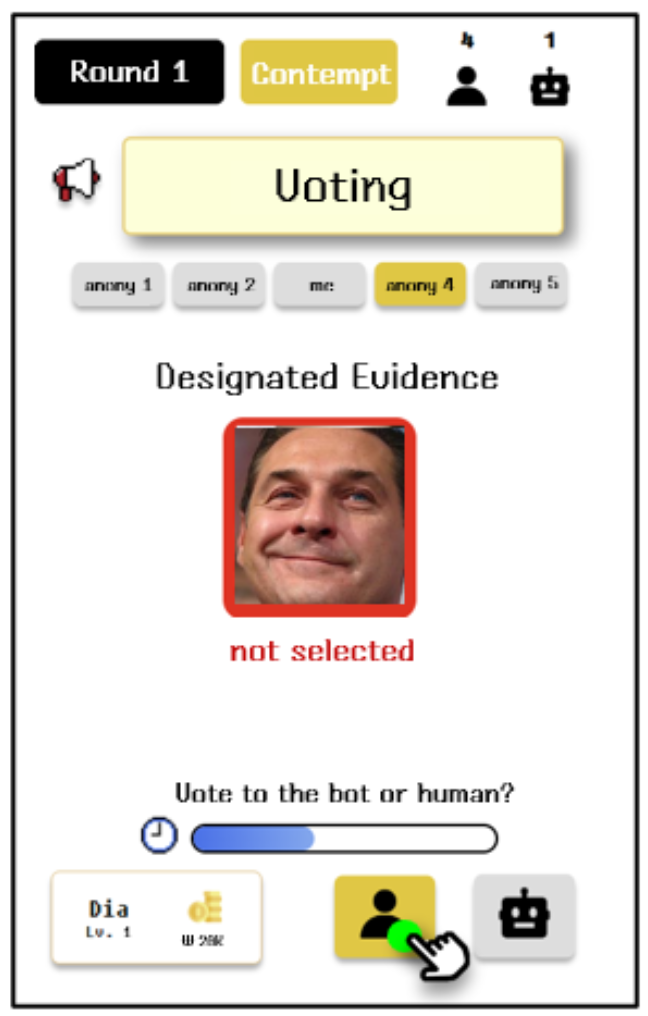 Round 1
Contempt
4
1
Voting
anony 1
anony 2
me
anony 4
anony 5
Designated Evidence
not selected
Vote to the bot or human?
Dia
Lv. 1